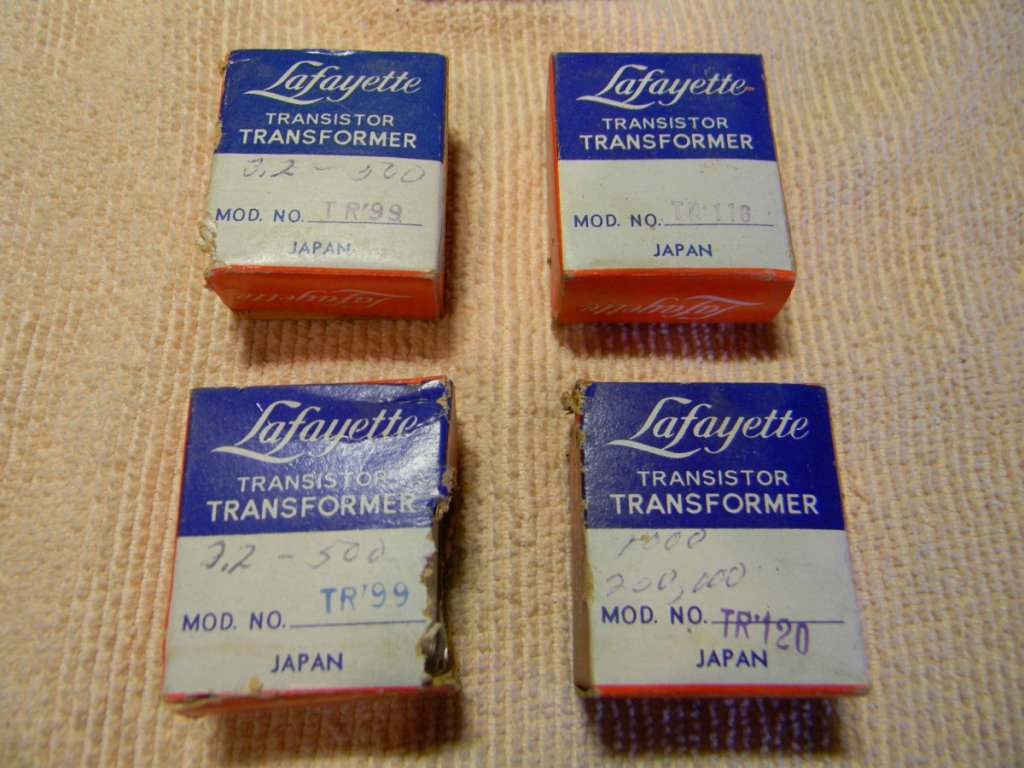 Lafayette
TRANSISTOR
TRANSFORMER
3.2 - 500
MOD. NO. TR'99
JAPAN
Lafayette
Lafayette
TRANSISTOR
TRANSFORMER
MOD. NO. TR'116
JAPAN
Lafayette
Lafayette
TRANSISTOR
TRANSFORMER
3.2 - 500
MOD. NO. TR'99
JAPAN
Lafayette
TRANSISTOR
TRANSFORMER
1000
200,000
MOD. NO. TR'120
JAPAN